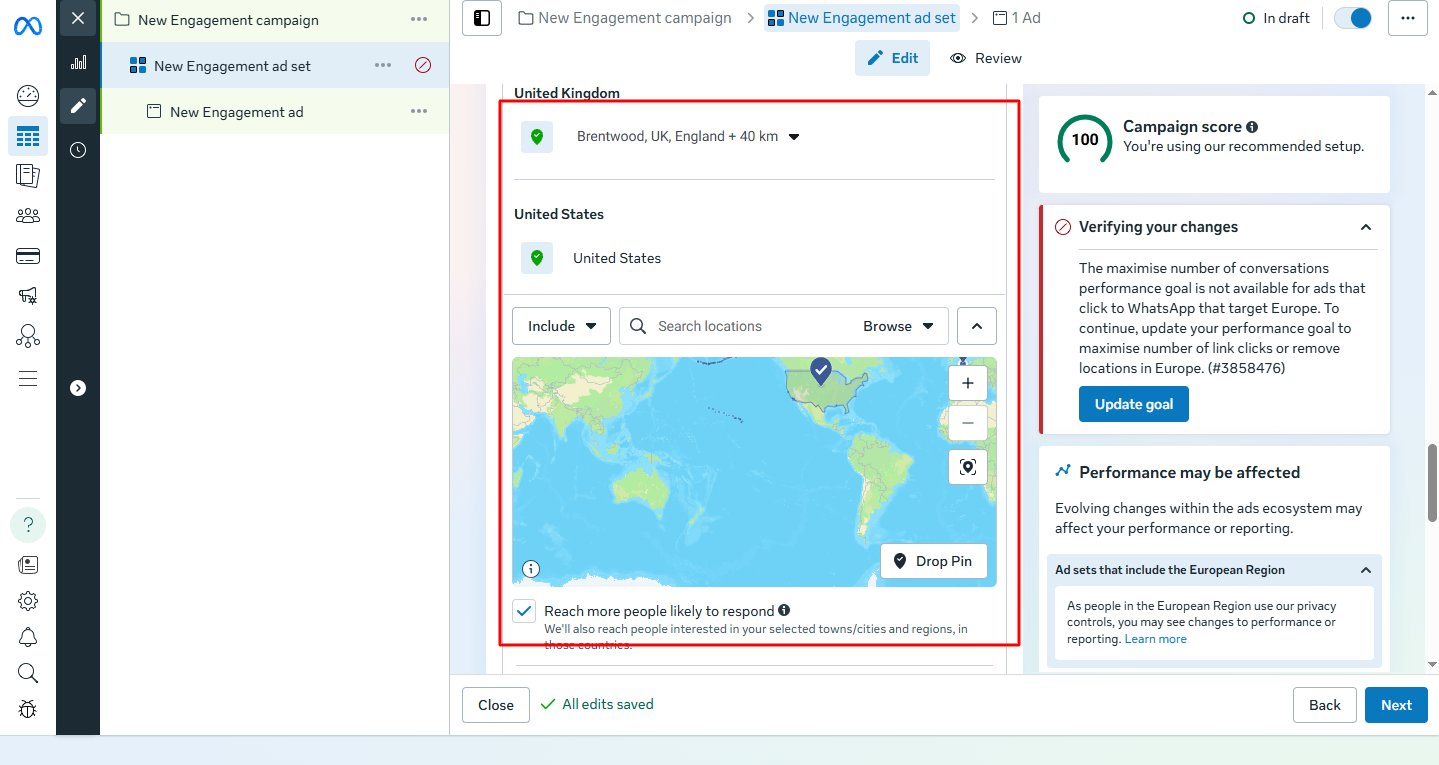 New Engagement campaign
New Engagement ad set
New Engagement ad
New Engagement campaign
New Engagement ad set
1 Ad
In draft
Edit
Review
United Kingdom
Brentwood, UK, England + 40 km
United States
United States
Include
Search locations
Browse
Drop Pin
Reach more people likely to respond
We'll also reach people interested in your selected towns/cities and regions, in
those countries.
100
Campaign score
You're using our recommended setup.
Verifying your changes
The maximise number of conversations
performance goal is not available for ads that
click to WhatsApp that target Europe. To
continue, update your performance goal to
maximise number of link clicks or remove
locations in Europe. (#3858476)
Update goal
Performance may be affected
Evolving changes within the ads ecosystem may
affect your performance or reporting.
Ad sets that include the European Region
As people in the European Region use our privacy
controls, you may see changes to performance or
reporting. Learn more
Close
All edits saved
Back
Next